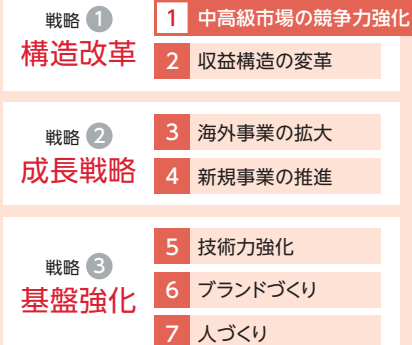 戦略 1
構造改革
1 中高級市場の競争力強化
2 収益構造の変革
戦略 2
成長戦略
3 海外事業の拡大
4 新規事業の推進
戦略 3
基盤強化
5 技術力強化
6 ブランドづくり
7 人づくり